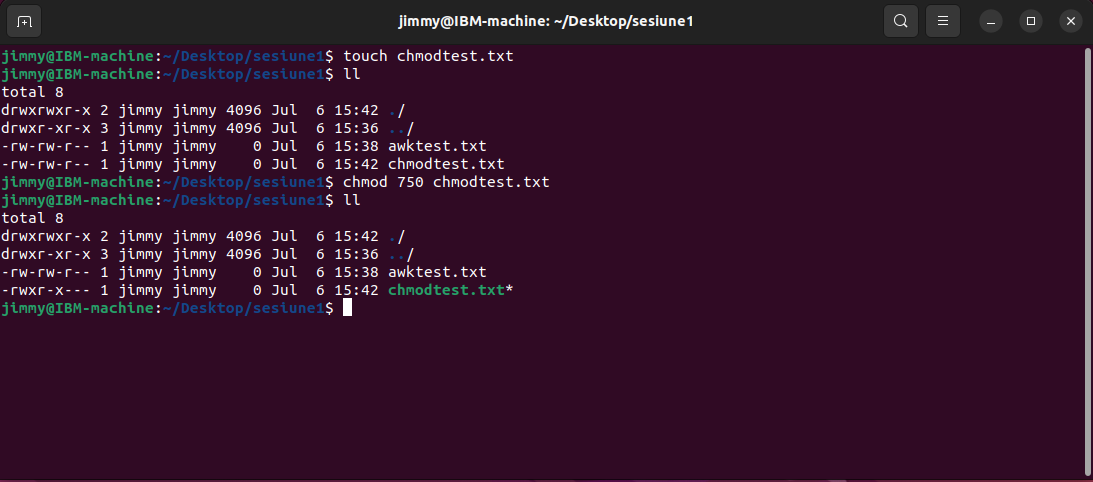 jimmy@IBM-machine: ~/Desktop/sesiune1
jimmy@IBM-machine:~/Desktop/sesiune1$ touch chmodtest.txt
jimmy@IBM-machine:~/Desktop/sesiune1$ ll
total 8
drwxrwxr-x 2 jimmy jimmy 4096 Jul  6 15:42 ./
drwxr-xr-x 3 jimmy jimmy 4096 Jul  6 15:36 ../
-rw-rw-r-- 1 jimmy jimmy    0 Jul  6 15:38 awktest.txt
-rw-rw-r-- 1 jimmy jimmy    0 Jul  6 15:42 chmodtest.txt
jimmy@IBM-machine:~/Desktop/sesiune1$ chmod 750 chmodtest.txt
jimmy@IBM-machine:~/Desktop/sesiune1$ ll
total 8
drwxrwxr-x 2 jimmy jimmy 4096 Jul  6 15:42 ./
drwxr-xr-x 3 jimmy jimmy 4096 Jul  6 15:36 ../
-rw-rw-r-- 1 jimmy jimmy    0 Jul  6 15:38 awktest.txt
-rwxr-x--- 1 jimmy jimmy    0 Jul  6 15:42 chmodtest.txt*
jimmy@IBM-machine:~/Desktop/sesiune1$